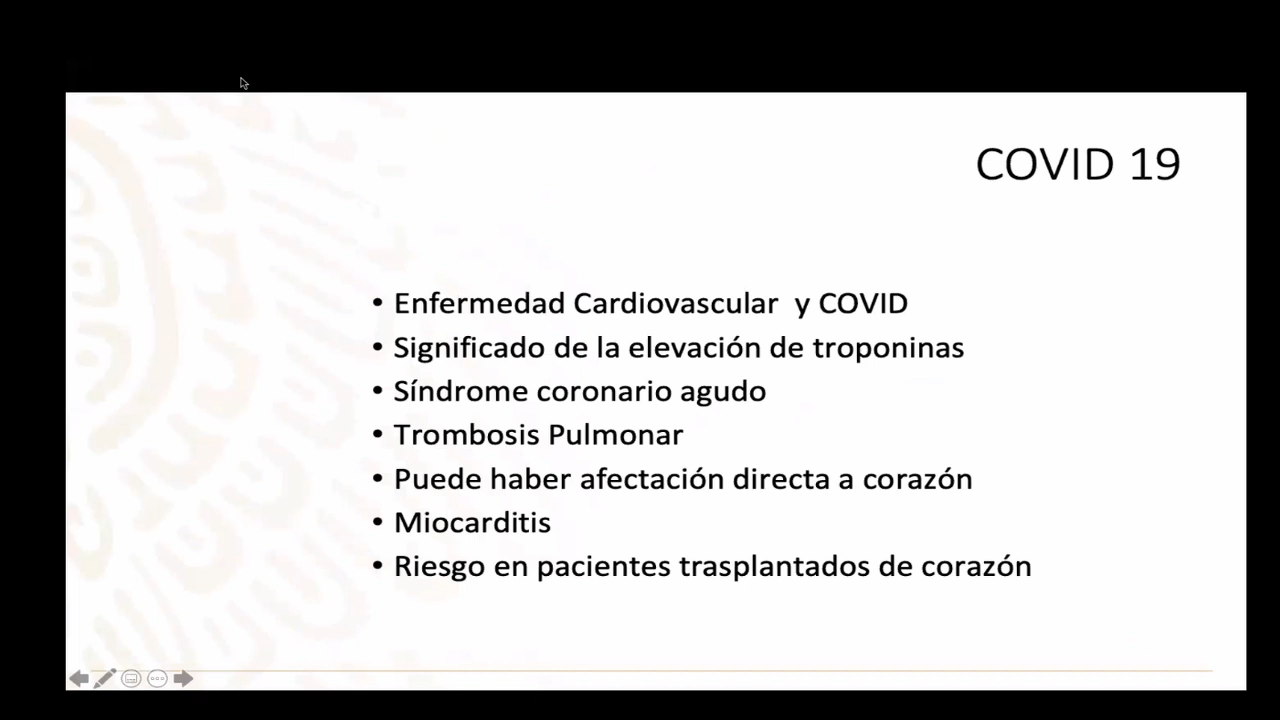 COVID 19
• Enfermedad Cardiovascular y COVID
• Significado de la elevación de troponinas
• Síndrome coronario agudo
• Trombosis Pulmonar
• Puede haber afectación directa a corazón
• Miocarditis
• Riesgo en pacientes trasplantados de corazón